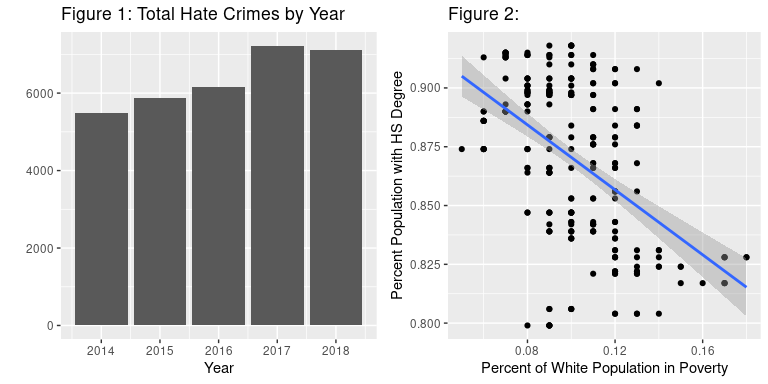 Figure 1: Total Hate Crimes by Year
6000
4000
2000
0
2014 2015 2016 2017 2018
Year
Figure 2:
Percent Population with HS Degree
0.900
0.875
0.850
0.825
0.800
0.08 0.12 0.16
Percent of White Population in Poverty